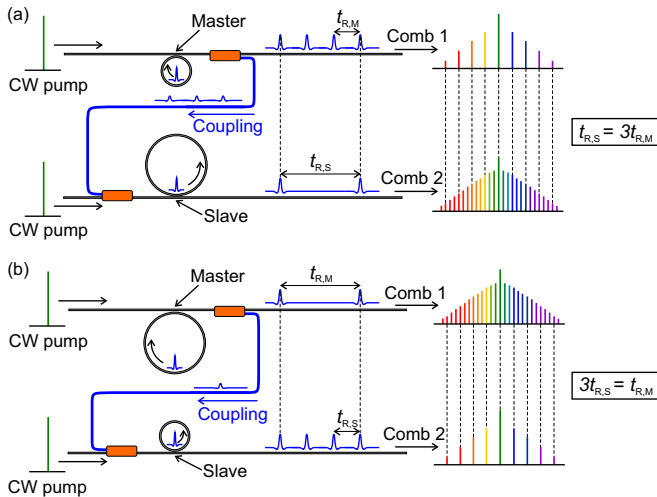 (a)
Master
t_R,M
Comb 1
CW pump
Coupling
t_R,S = 3t_R,M
t_R,S
Comb 2
Slave
CW pump
(b)
Master
t_R,M
Comb 1
CW pump
3t_R,S = t_R,M
Coupling
t_R,S
Comb 2
CW pump
Slave